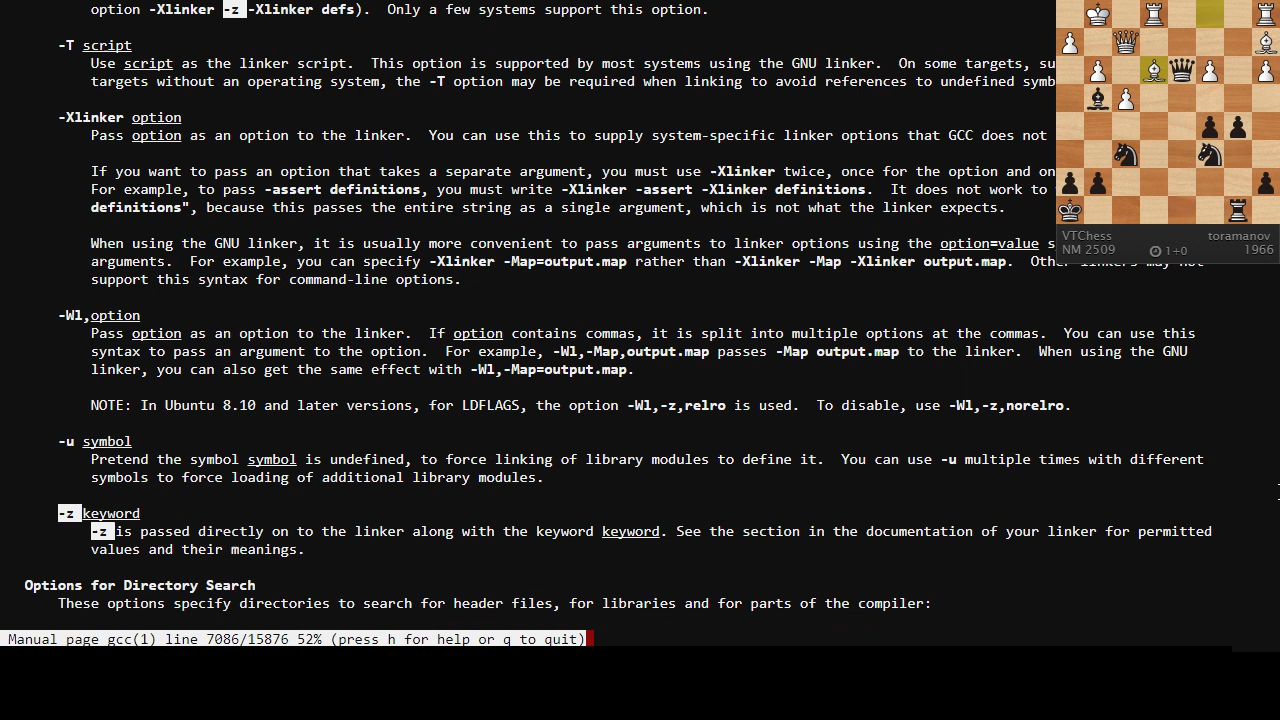 option -Xlinker -z -Xlinker defs).  Only a few systems support this option.
-T script
Use script as the linker script.  This option is supported by most systems using the GNU linker.  On some targets, su
targets without an operating system, the -T option may be required when linking to avoid references to undefined symb
-Xlinker option
Pass option as an option to the linker.  You can use this to supply system-specific linker options that GCC does not
If you want to pass an option that takes a separate argument, you must use -Xlinker twice, once for the option and on
For example, to pass -assert definitions, you must write -Xlinker -assert -Xlinker definitions.  It does not work to
definitions", because this passes the entire string as a single argument, which is not what the linker expects.
When using the GNU linker, it is usually more convenient to pass arguments to linker options using the option=value s
arguments.  For example, you can specify -Xlinker -Map=output.map rather than -Xlinker -Map -Xlinker output.map.  Other linkers may not
support this syntax for command-line options.
VTChess toramanov
NM 2509 1+0 1966
-Wl,option
Pass option as an option to the linker.  If option contains commas, it is split into multiple options at the commas.  You can use this
syntax to pass an argument to the option.  For example, -Wl,-Map,output.map passes -Map output.map to the linker.  When using the GNU
linker, you can also get the same effect with -Wl,-Map=output.map.
NOTE: In Ubuntu 8.10 and later versions, for LDFLAGS, the option -Wl,-z,relro is used.  To disable, use -Wl,-z,norelro.
-u symbol
Pretend the symbol symbol is undefined, to force linking of library modules to define it.  You can use -u multiple times with different
symbols to force loading of additional library modules.
-z keyword
-z is passed directly on to the linker along with the keyword keyword. See the section in the documentation of your linker for permitted
values and their meanings.
Options for Directory Search
These options specify directories to search for header files, for libraries and for parts of the compiler:
Manual page gcc(1) line 7086/15876 52% (press h for help or q to quit)